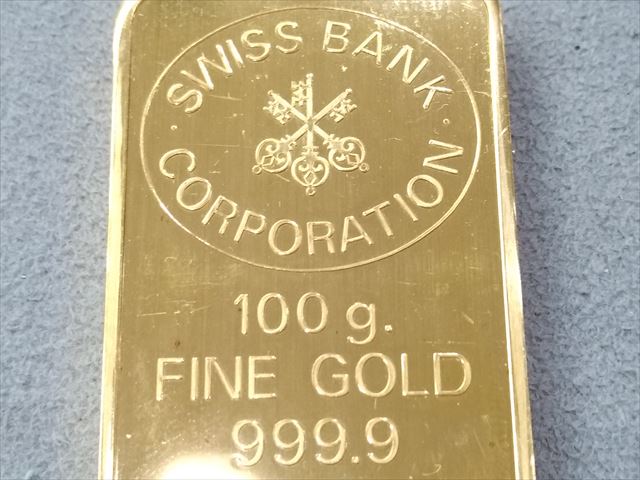 · SWISS BANK ·
CORPORATION
100 g.
FINE GOLD
999.9